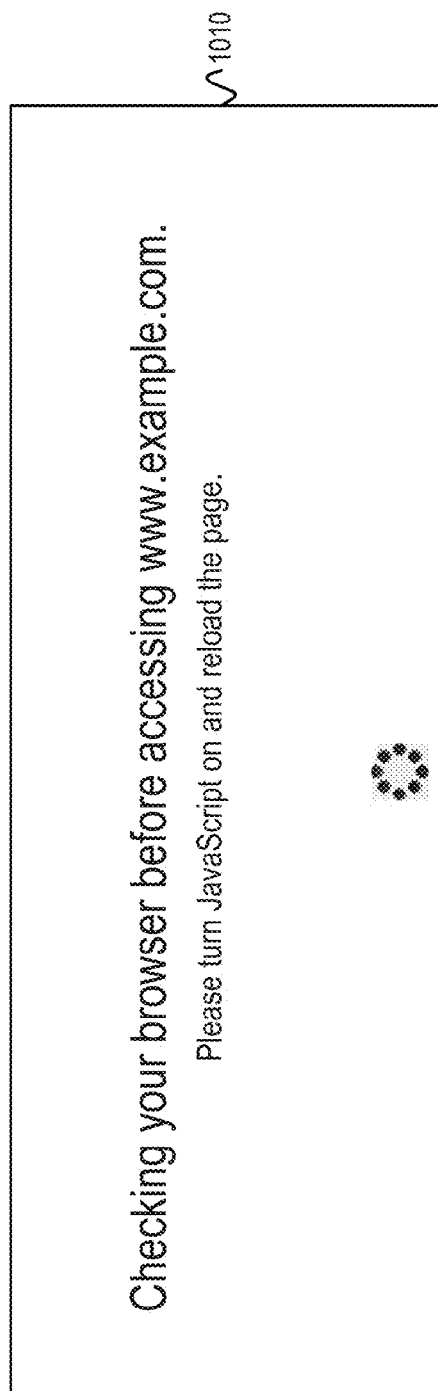 Checking your browser before accessing www.example.com.
Please turn JavaScript on and reload the page.
1010